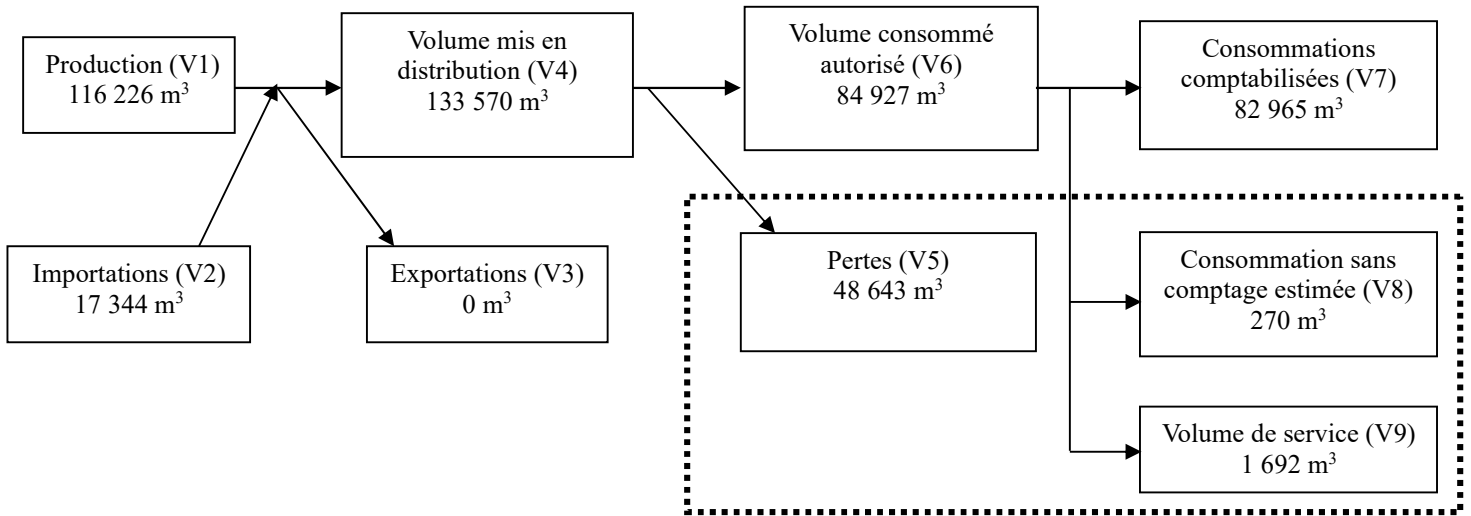 Production (V1)
116 226 m³
Volume mis en
distribution (V4)
133 570 m³
Volume consommé
autorisé (V6)
84 927 m³
Consommations
comptabilisées (V7)
82 965 m³
Importations (V2)
17 344 m³
Exportations (V3)
0 m³
Pertes (V5)
48 643 m³
Consommation sans
comptage estimée (V8)
270 m³
Volume de service (V9)
1 692 m³